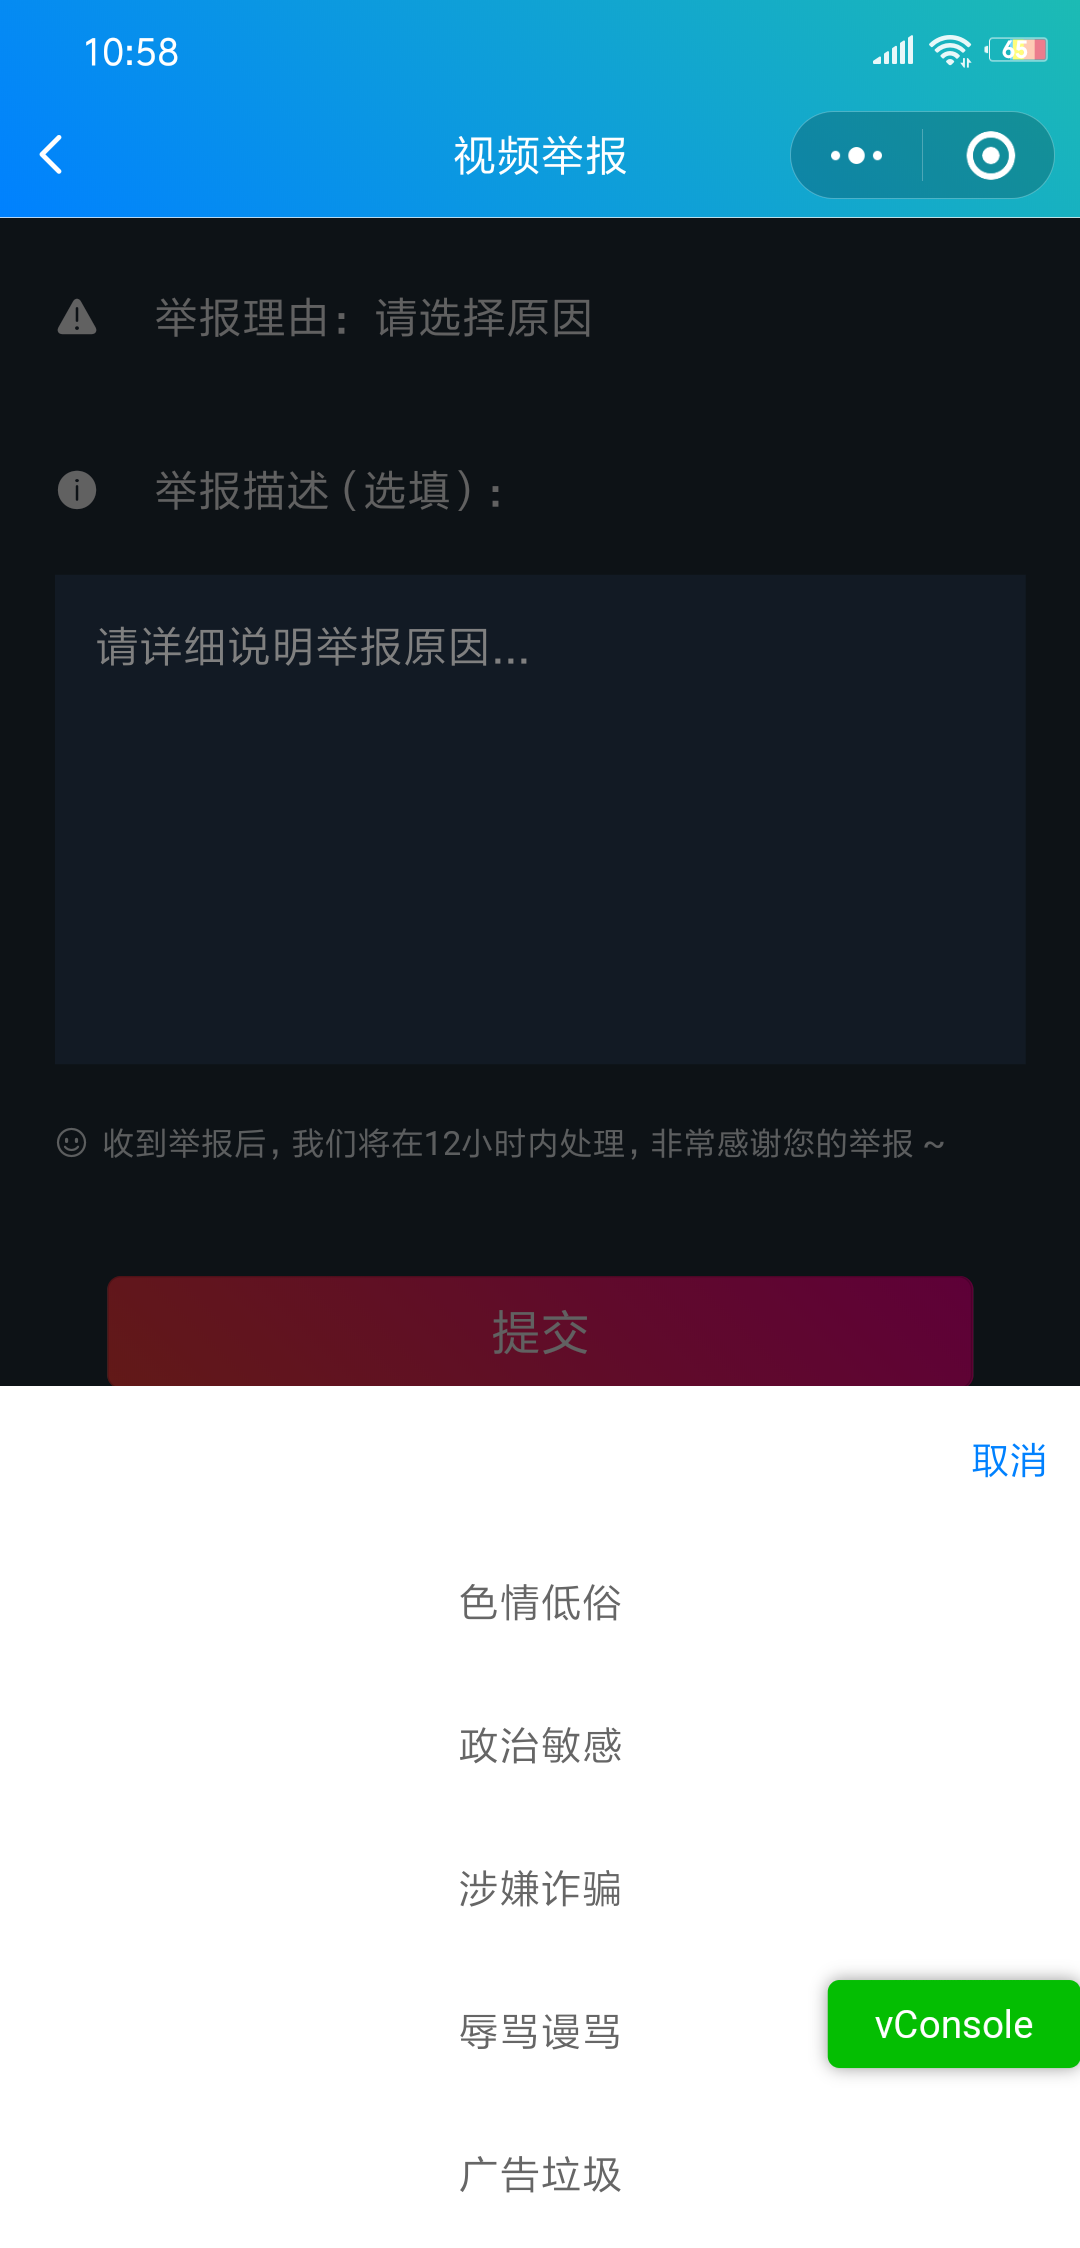 10:58
65
视频举报
举报理由：请选择原因
举报描述（选填）：
请详细说明举报原因...
收到举报后，我们将在12小时内处理，非常感谢您的举报～
提交
取消
色情低俗
政治敏感
涉嫌诈骗
辱骂谩骂
vConsole
广告垃圾